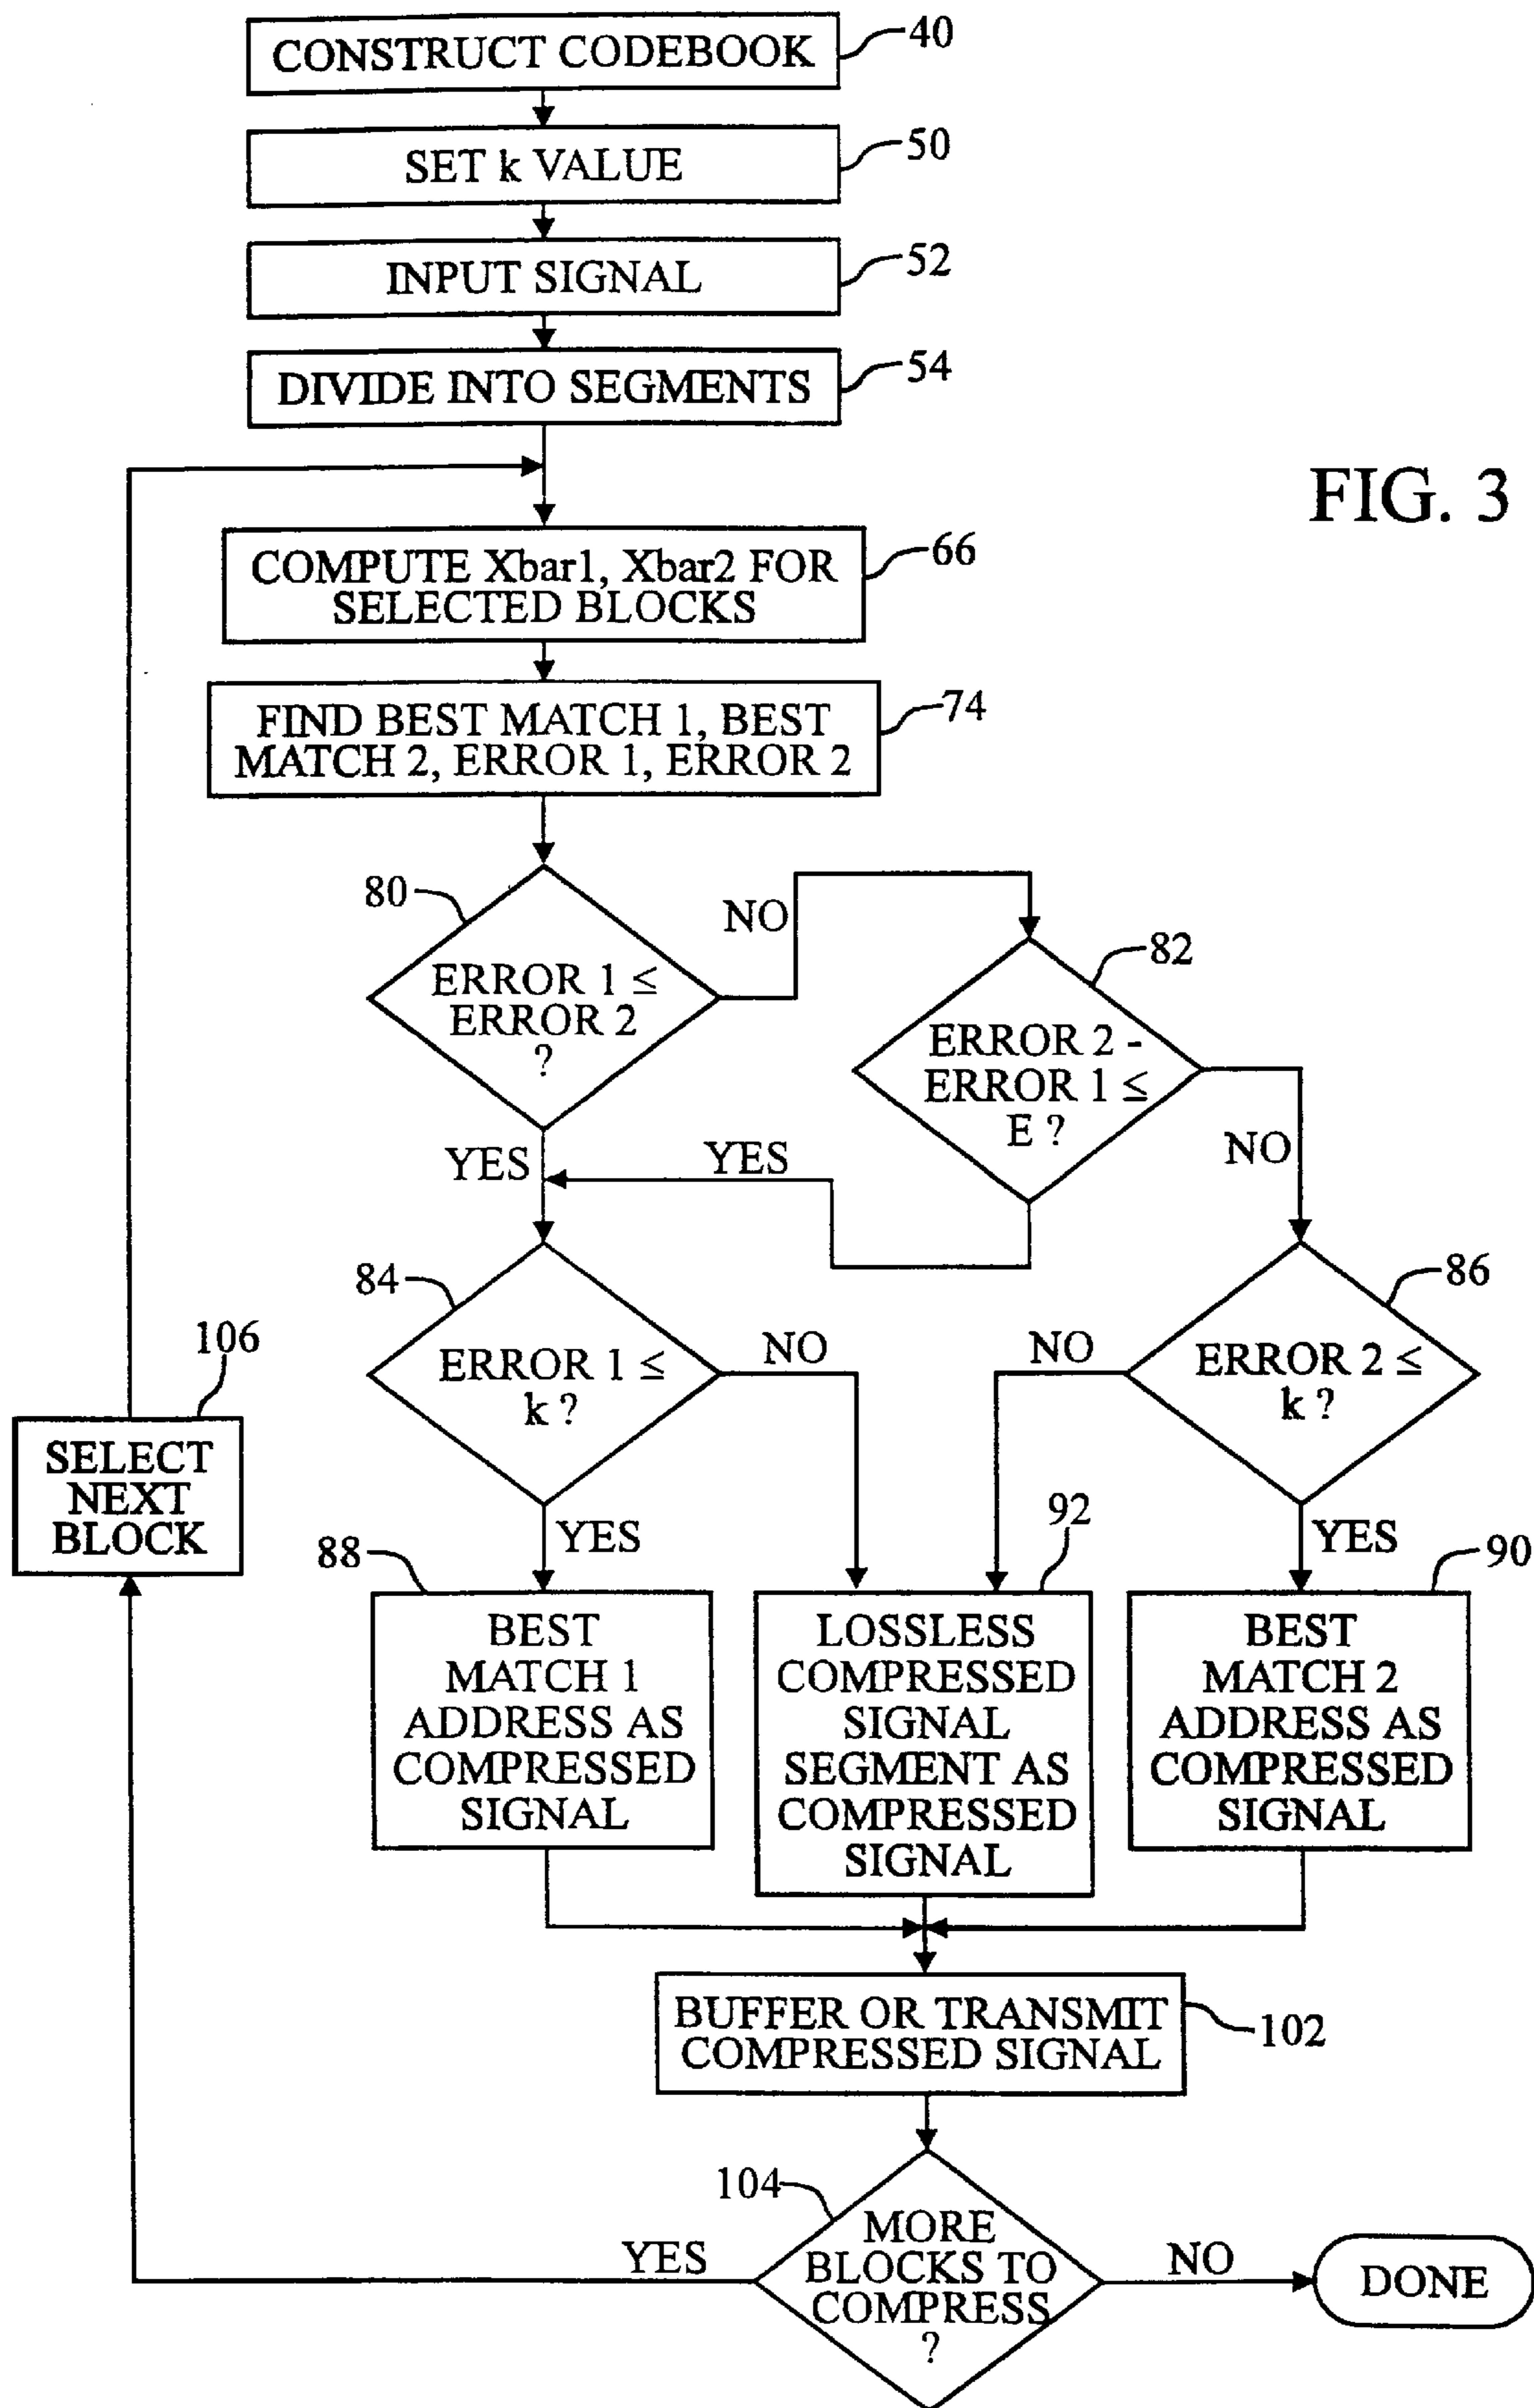 CONSTRUCT CODEBOOK
40
SET k VALUE
50
INPUT SIGNAL
52
DIVIDE INTO SEGMENTS
54
FIG. 3
COMPUTE Xbar1, Xbar2 FOR
SELECTED BLOCKS
66
FIND BEST MATCH 1, BEST
MATCH 2, ERROR 1, ERROR 2
74
80
ERROR 1 ≤
ERROR 2
?
NO
82
ERROR 2 -
ERROR 1 ≤
E ?
YES
YES
NO
84
ERROR 1 ≤
k ?
NO
NO
86
ERROR 2 ≤
k ?
106
SELECT
NEXT
BLOCK
YES
YES
88
BEST
MATCH 1
ADDRESS AS
COMPRESSED
SIGNAL
92
LOSSLESS
COMPRESSED
SIGNAL
SEGMENT AS
COMPRESSED
SIGNAL
90
BEST
MATCH 2
ADDRESS AS
COMPRESSED
SIGNAL
BUFFER OR TRANSMIT
COMPRESSED SIGNAL
102
104
MORE
BLOCKS TO
COMPRESS
?
YES
NO
DONE